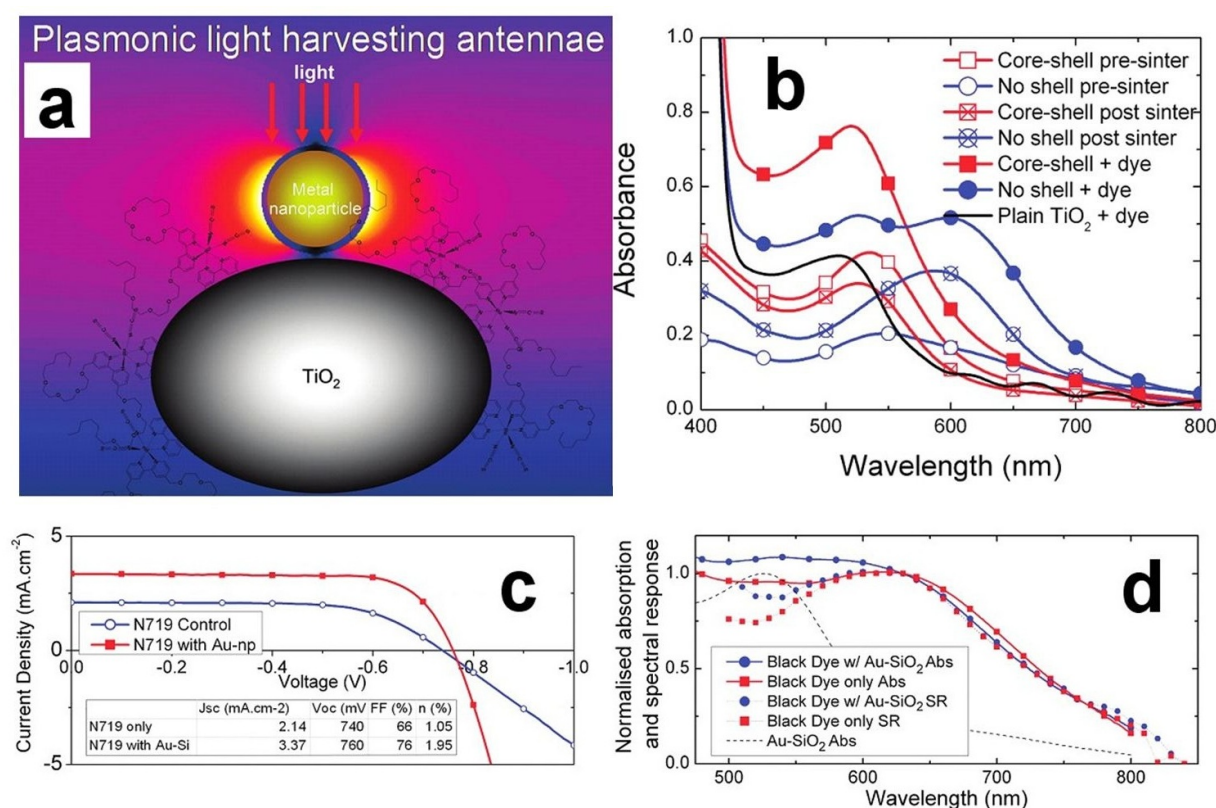 Plasmonic light harvesting antennae
a
light
Metal
nanoparticle
TiO₂
b
1.0
0.8
0.6
0.4
0.2
0.0
Absorbance
400
500
600
700
800
Wavelength (nm)
Core-shell pre-sinter
No shell pre-sinter
Core-shell post sinter
No shell post sinter
Core-shell + dye
No shell + dye
Plain TiO₂ + dye
c
Current Density (mA.cm⁻²)
5
0
-5
0.0
-0.2
-0.4
-0.6
-0.8
-1.0
Voltage (V)
N719 Control
N719 with Au-np
Jsc (mA.cm-2) Voc (mV FF (%) n (%)
N719 only 2.14 740 66 1.05
N719 with Au-Si 3.37 760 76 1.95
d
Normalised absorption
and spectral response
1.0
0.5
0.0
500
600
700
800
Wavelength (nm)
Black Dye w/ Au-SiO₂ Abs
Black Dye only Abs
Black Dye w/ Au-SiO₂ SR
Black Dye only SR
Au-SiO₂ Abs